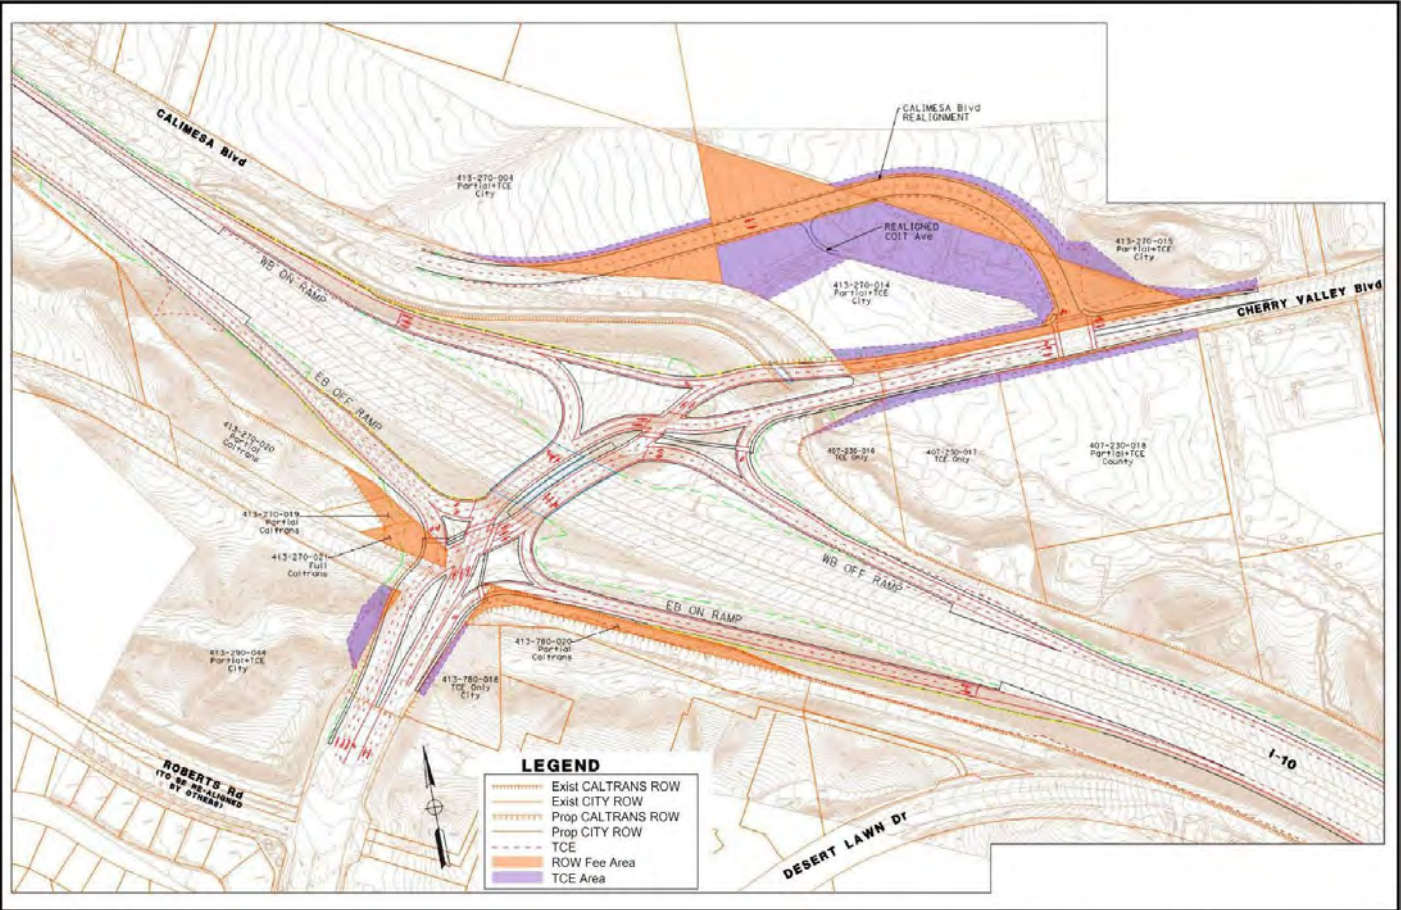 CALIMESA Blvd
CALIMESA Blvd
REALIGNMENT
413-270-004
Partial+TCE
City
REALIGNED
COIT Ave
413-270-015
Partial+TCE
City
413-270-014
Partial+TCE
City
CHERRY VALLEY Blvd
WB ON RAMP
EB OFF RAMP
413-270-020
Partial
Caltrans
407-230-016
TCE Only
407-230-017
TCE Only
407-230-018
Partial+TCE
County
413-270-019
Partial
Caltrans
413-270-021
Full
Caltrans
WB OFF RAMP
EB ON RAMP
413-780-020
Partial
Caltrans
413-290-044
Partial+TCE
City
413-780-018
TCE Only
City
ROBERTS Rd
(TO BE RE-ALIGNED
BY OTHERS)
I-10
DESERT LAWN Dr
LEGEND
Exist CALTRANS ROW
Exist CITY ROW
Prop CALTRANS ROW
Prop CITY ROW
TCE
ROW Fee Area
TCE Area